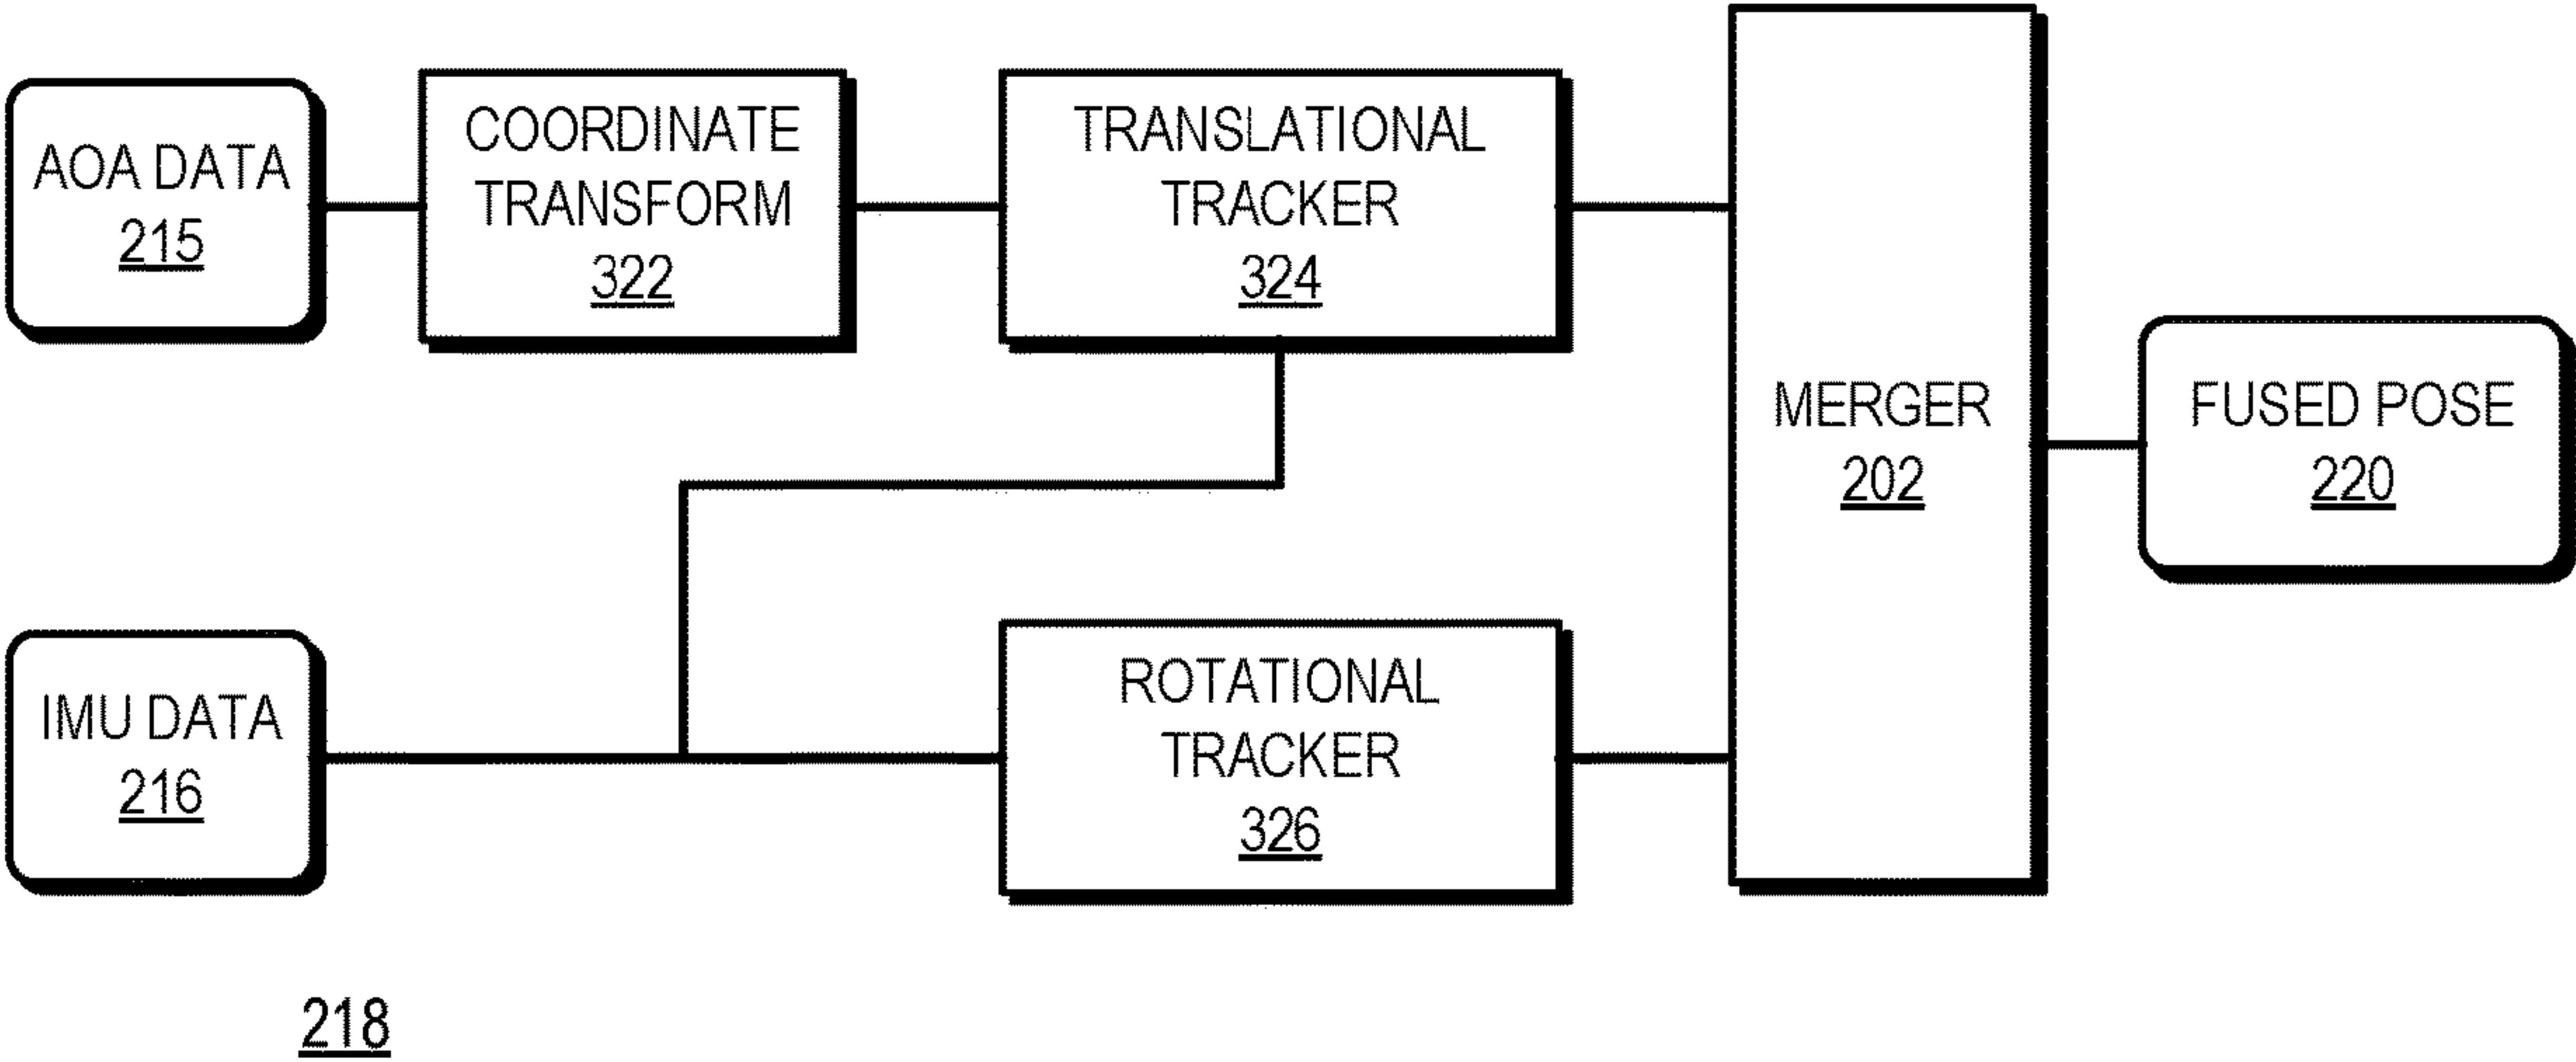 AOA DATA
215
COORDINATE
TRANSFORM
322
TRANSLATIONAL
TRACKER
324
MERGER
202
FUSED POSE
220
IMU DATA
216
ROTATIONAL
TRACKER
326
218